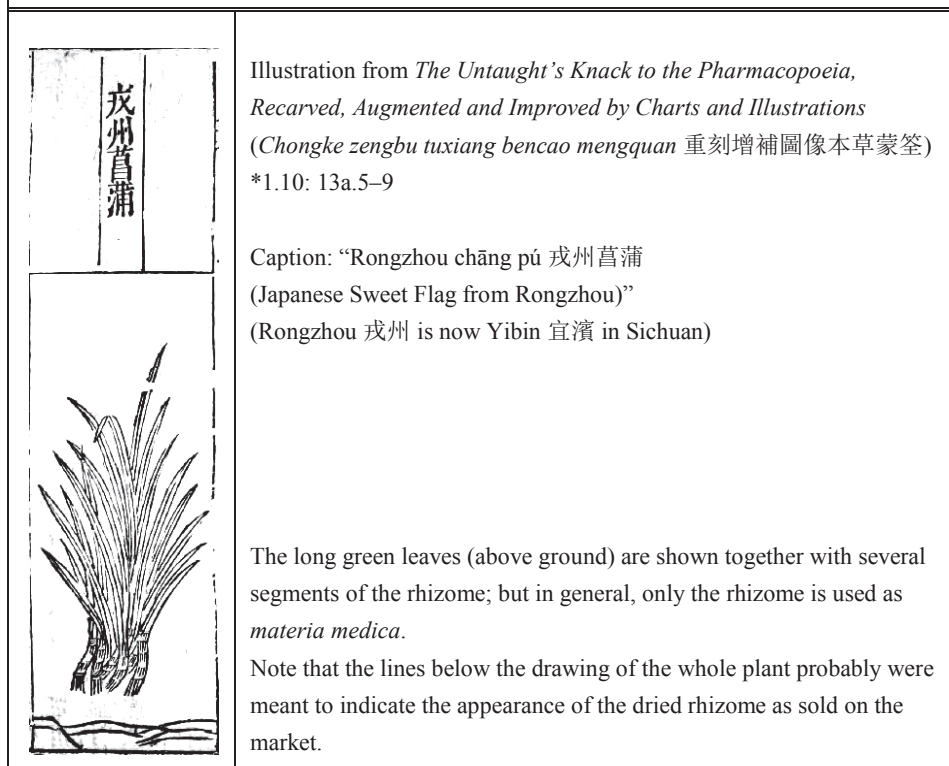 戎州菖蒲
Illustration from The Untaught’s Knack to the Pharmacopoeia,
Recarved, Augmented and Improved by Charts and Illustrations
(Chongke zengbu tuxiang bencao mengquan 重刻增補圖像本草蒙筌)
*1.10: 13a.5–9
Caption: “Rongzhou chāng pú 戎州菖蒲
(Japanese Sweet Flag from Rongzhou)”
(Rongzhou 戎州 is now Yibin 宜濱 in Sichuan)
The long green leaves (above ground) are shown together with several
segments of the rhizome; but in general, only the rhizome is used as
materia medica.
Note that the lines below the drawing of the whole plant probably were
meant to indicate the appearance of the dried rhizome as sold on the
market.